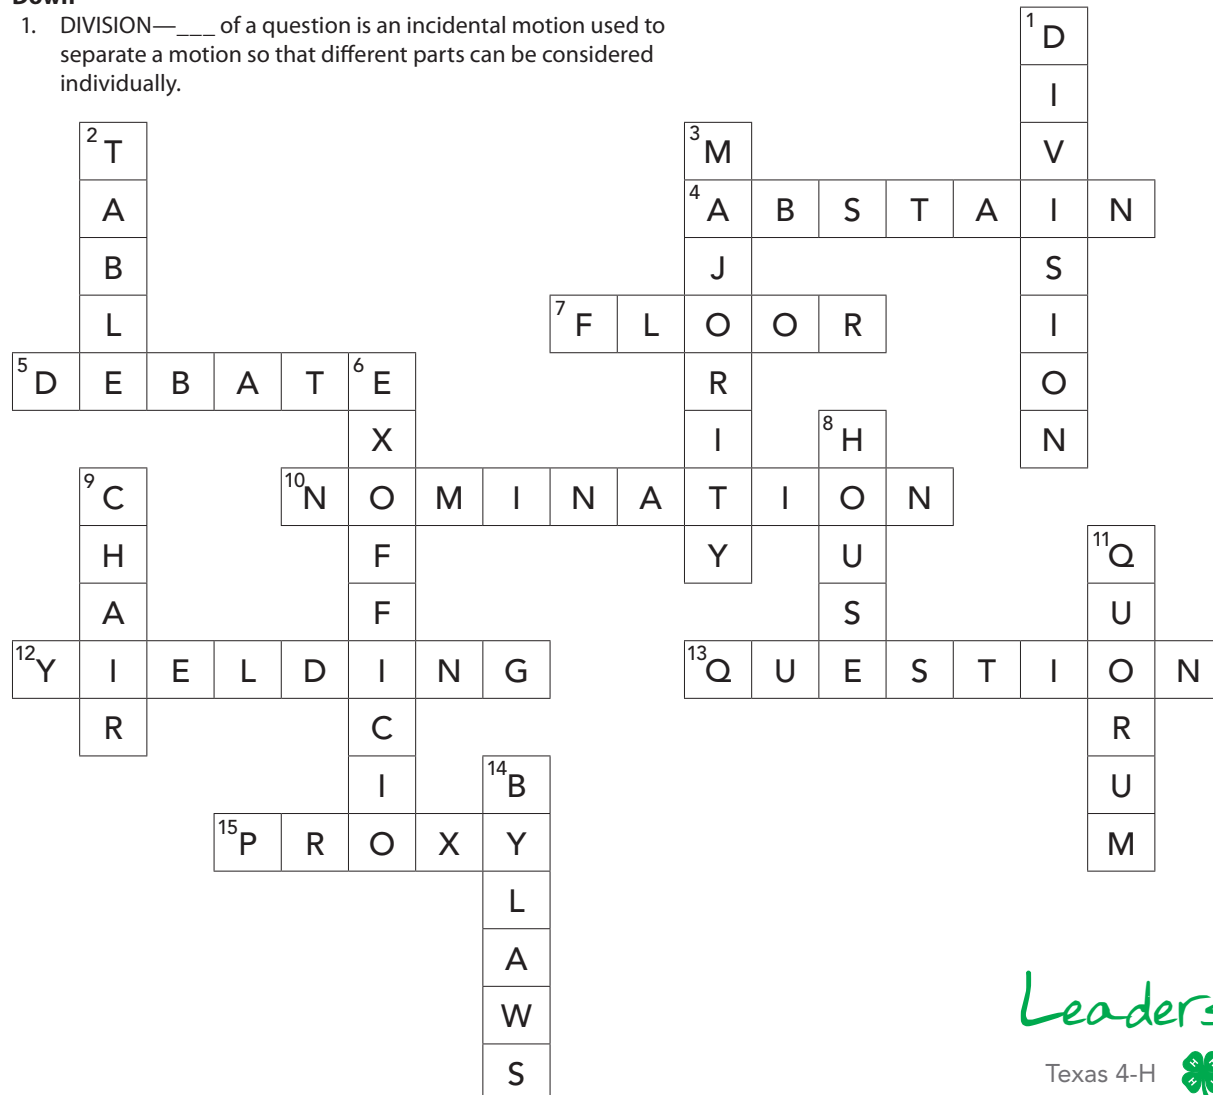 Down
1. DIVISION—___ of a question is an incidental motion used to
separate a motion so that different parts can be considered
individually.
1 D
I
2 T 3 M V
A 4 A B S T A I N
B J S
L 7 F L O O R I
5 D E B A T 6 E R O
X I 8 H N
9 C 10 N O M I N A T I O N
H F Y U 11 Q
A F S U
12 Y I E L D I N G 13 Q U E S T I O N
R C R
I 14 B U
15 P R O X Y M
L
A
W
S
Texas 4-H